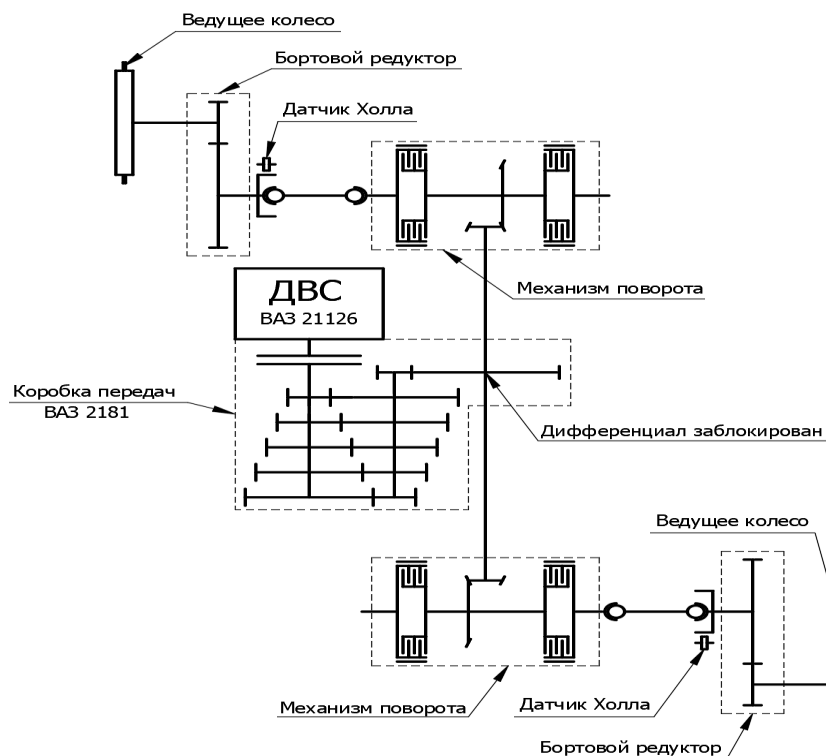 Ведущее колесо
Бортовой редуктор
Датчик Холла
Механизм поворота
ДВС
ВАЗ 21126
Коробка передач
ВАЗ 2181
Дифференциал заблокирован
Ведущее колесо
Механизм поворота
Датчик Холла
Бортовой редуктор